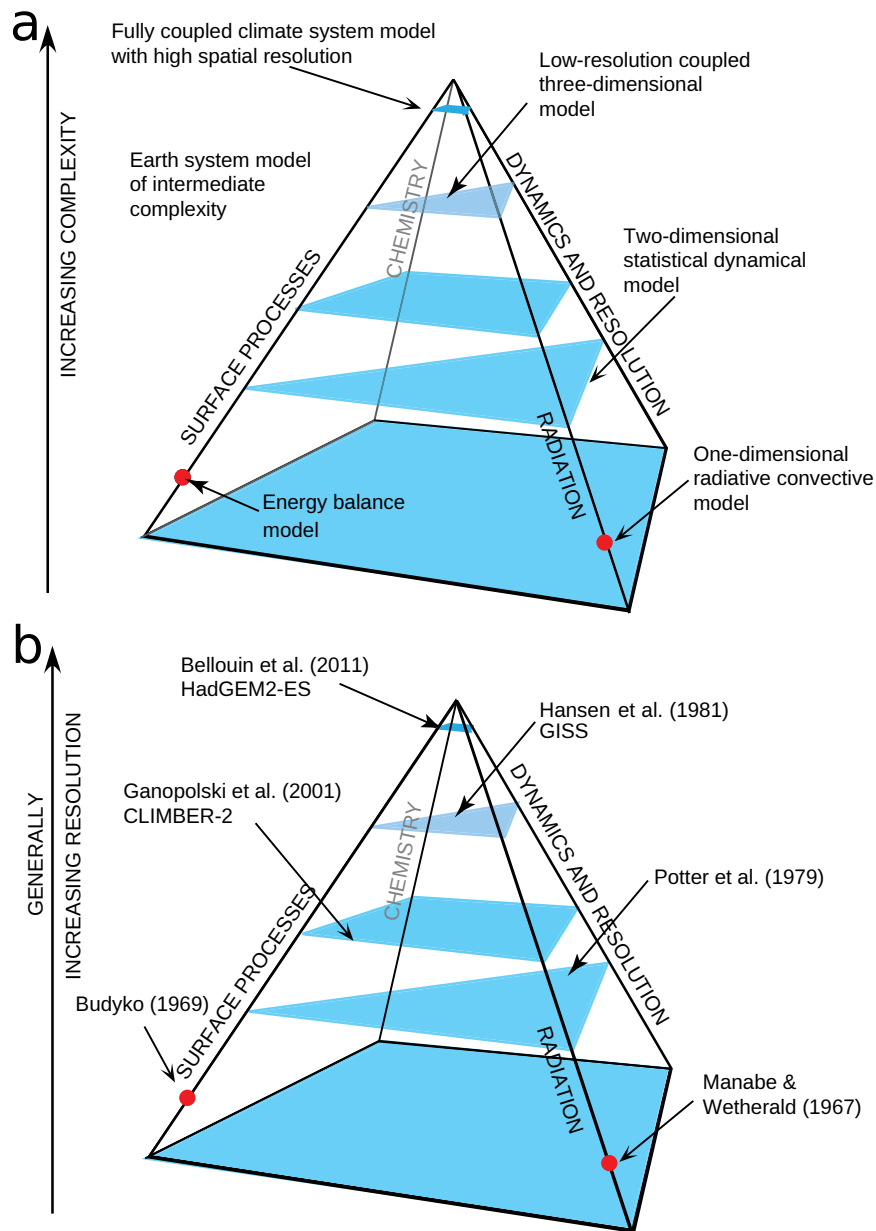 a
Fully coupled climate system model
with high spatial resolution
Low-resolution coupled
three-dimensional
model
Earth system model
of intermediate
complexity
INCREASING COMPLEXITY
CHEMISTRY
DYNAMICS AND RESOLUTION
SURFACE PROCESSES
Two-dimensional
statistical dynamical
model
RADIATION
One-dimensional
radiative convective
model
Energy balance
model
b
Bellouin et al. (2011)
HadGEM2-ES
Hansen et al. (1981)
GISS
Ganopolski et al. (2001)
CLIMBER-2
GENERALLY
INCREASING RESOLUTION
CHEMISTRY
DYNAMICS AND RESOLUTION
SURFACE PROCESSES
Potter et al. (1979)
Budyko (1969)
RADIATION
Manabe &
Wetherald (1967)